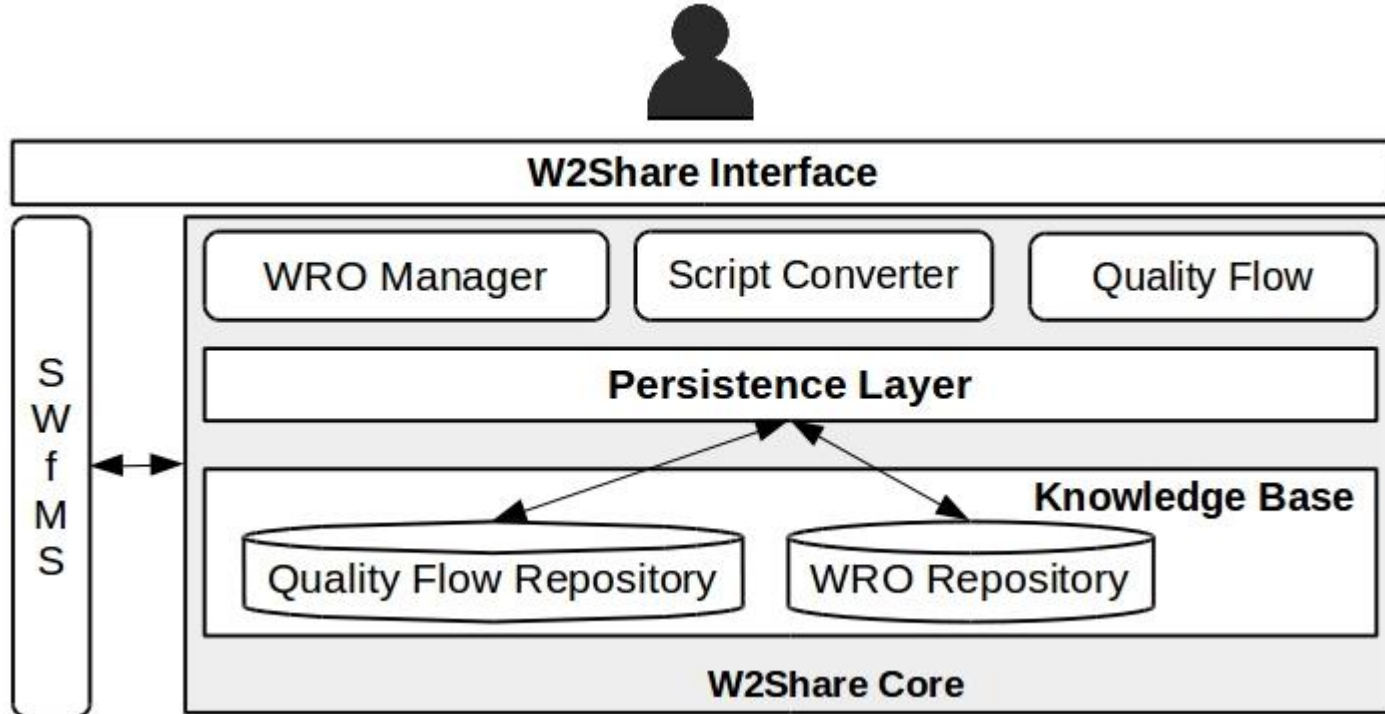 W2Share Interface
S
W
f
M
S
WRO Manager
Script Converter
Quality Flow
Persistence Layer
Knowledge Base
Quality Flow Repository
WRO Repository
W2Share Core